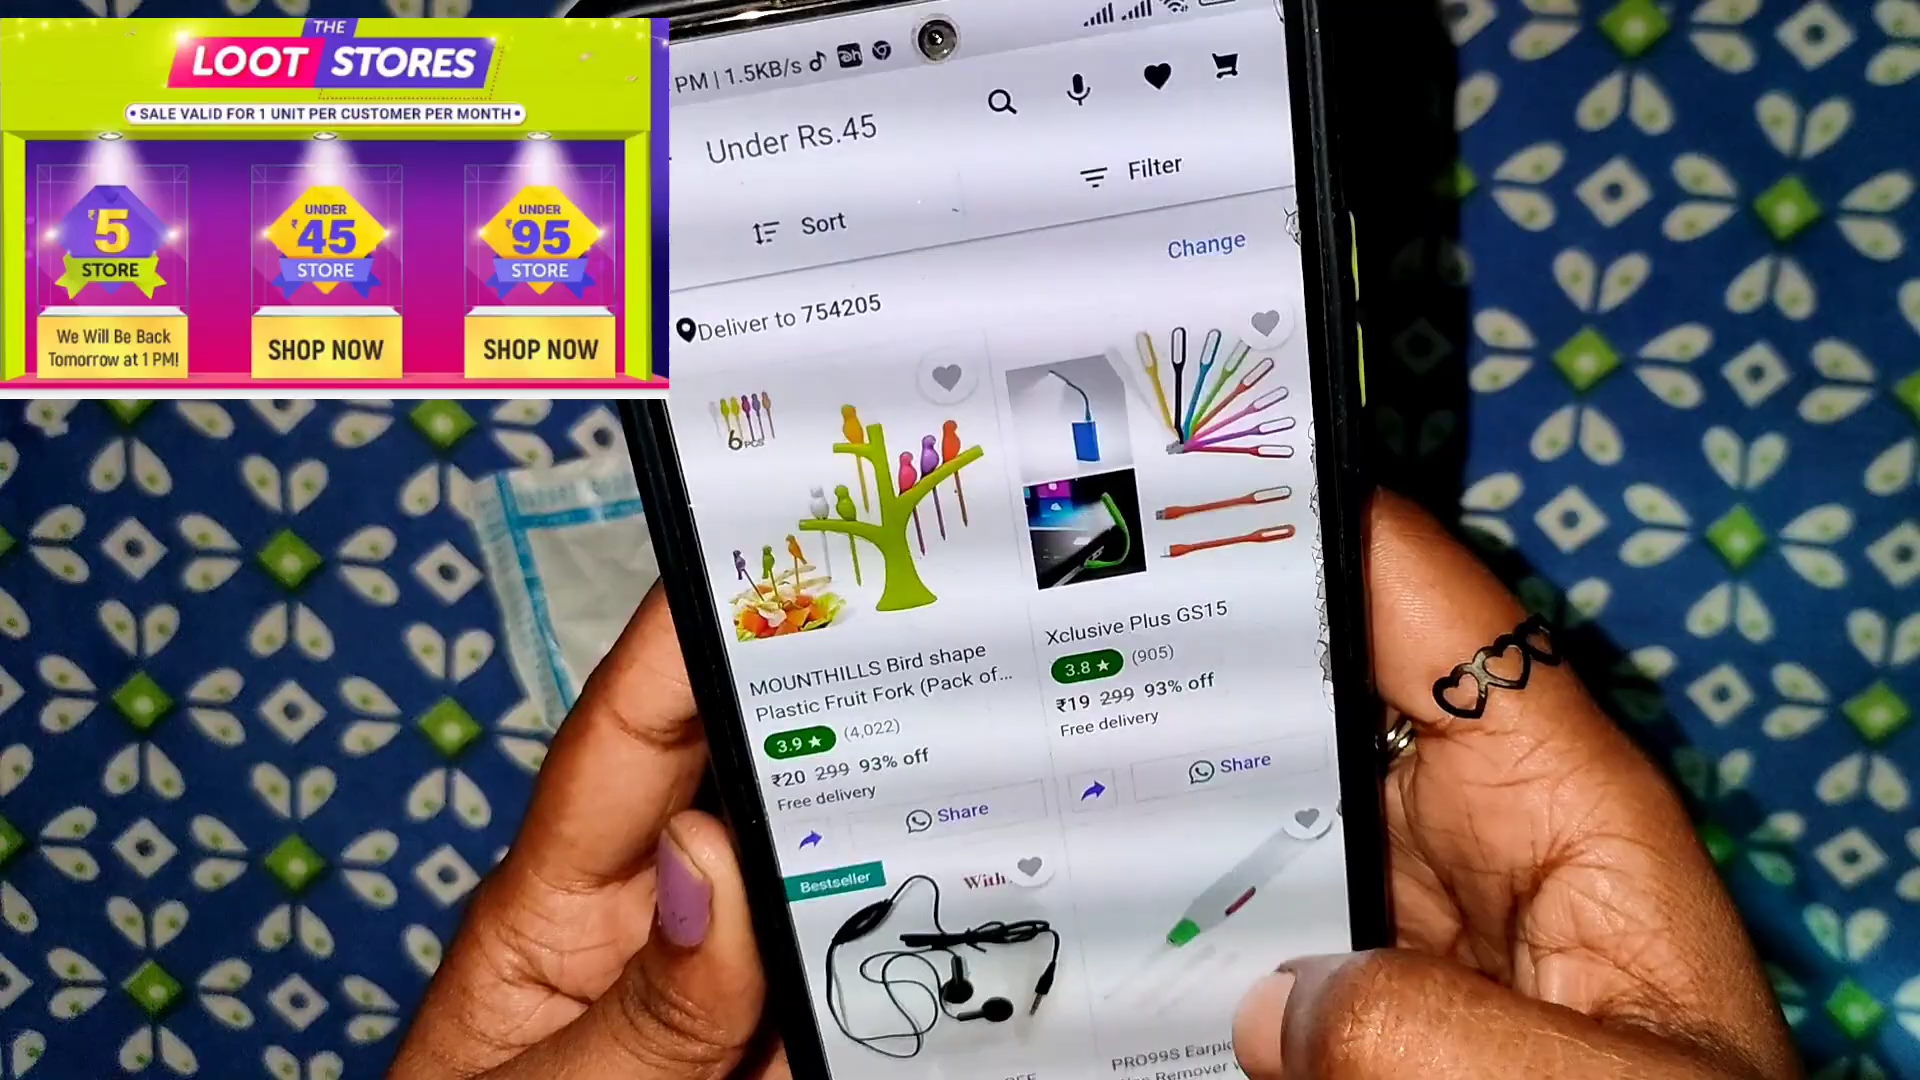 THE
LOOT STORES
• SALE VALID FOR 1 UNIT PER CUSTOMER PER MONTH •
₹5
STORE
We Will Be Back
Tomorrow at 1 PM!
UNDER
₹45
STORE
SHOP NOW
UNDER
₹95
STORE
SHOP NOW
PM | 1.5KB/s
Under Rs.45
Sort
Filter
Deliver to 754205
Change
6 PCS
MOUNTHILLS Bird shape
Plastic Fruit Fork (Pack of...
3.9 ★ (4,022)
₹20 299 93% off
Free delivery
Share
Xclusive Plus GS15
3.8 ★ (905)
₹19 299 93% off
Free delivery
Share
Bestseller
With
PRO99S
Remover